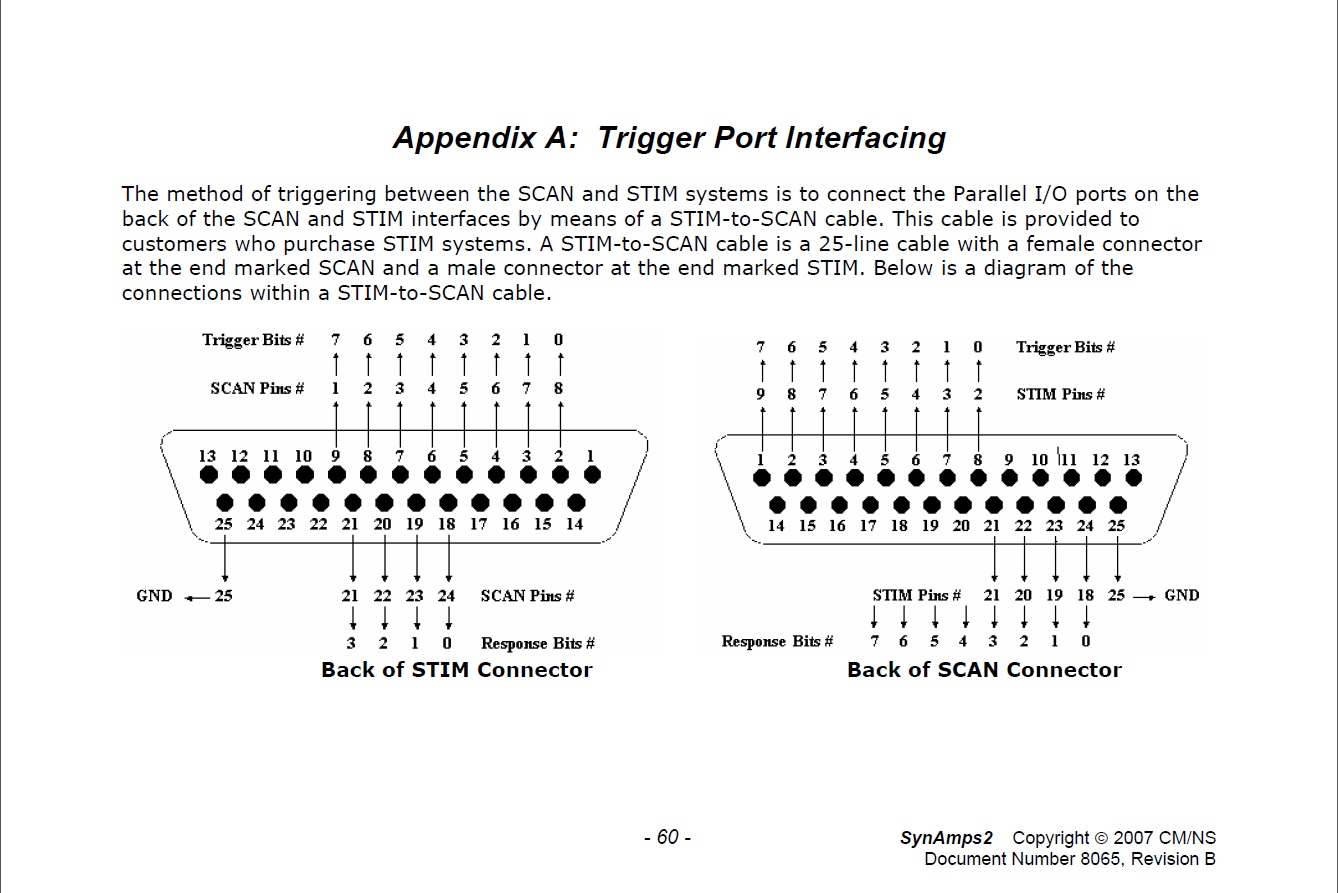 Appendix A: Trigger Port Interfacing
The method of triggering between the SCAN and STIM systems is to connect the Parallel I/O ports on the
back of the SCAN and STIM interfaces by means of a STIM-to-SCAN cable. This cable is provided to
customers who purchase STIM systems. A STIM-to-SCAN cable is a 25-line cable with a female connector
at the end marked SCAN and a male connector at the end marked STIM. Below is a diagram of the
connections within a STIM-to-SCAN cable.
Trigger Bits # 7 6 5 4 3 2 1 0
SCAN Pins # 1 2 3 4 5 6 7 8
13 12 11 10 9 8 7 6 5 4 3 2 1
25 24 23 22 21 20 19 18 17 16 15 14
GND 25 21 22 23 24 SCAN Pins #
3 2 1 0 Response Bits #
Back of STIM Connector
7 6 5 4 3 2 1 0 Trigger Bits #
9 8 7 6 5 4 3 2 STIM Pins #
1 2 3 4 5 6 7 8 9 10 11 12 13
14 15 16 17 18 19 20 21 22 23 24 25
STIM Pins # 21 20 19 18 25 GND
Response Bits # 7 6 5 4 3 2 1 0
Back of SCAN Connector
- 60 -
SynAmps2 Copyright © 2007 CM/NS
Document Number 8065, Revision B